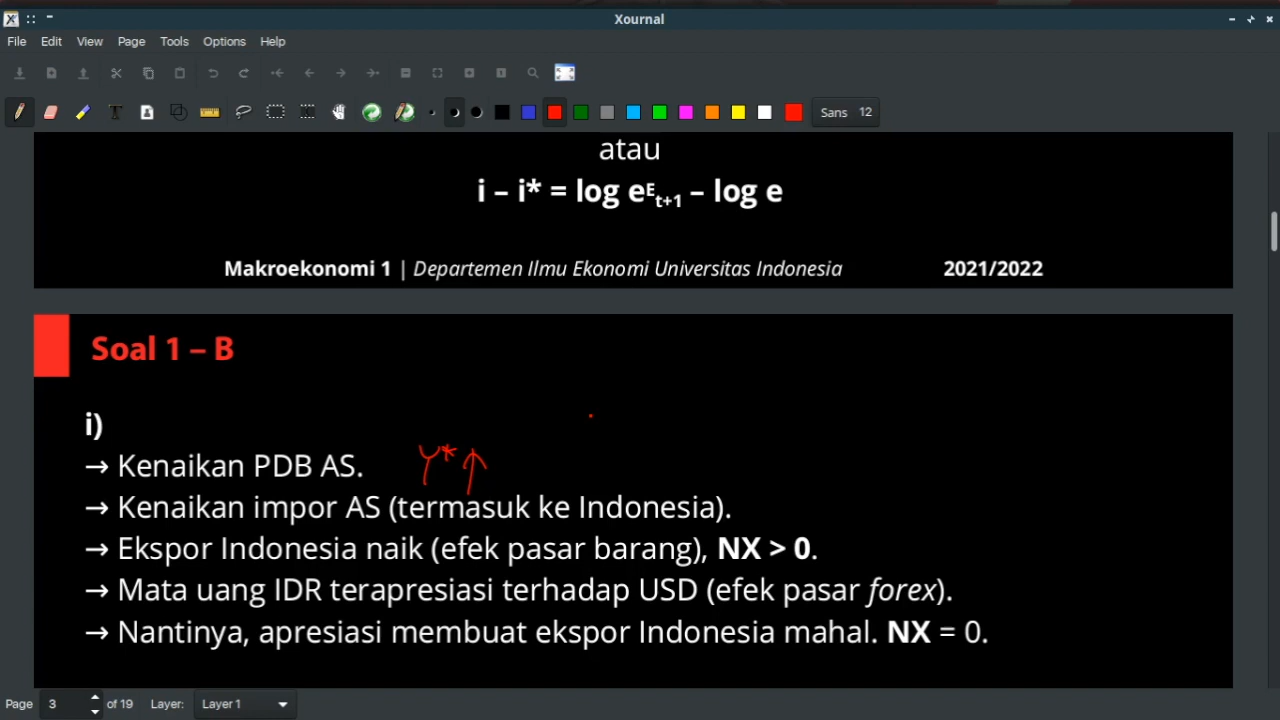 Xournal
File Edit View Page Tools Options Help
Sans 12
atau
i – i* = log eᴱt+1 – log e
Makroekonomi 1 | Departemen Ilmu Ekonomi Universitas Indonesia 2021/2022
Soal 1 – B
i)
→ Kenaikan PDB AS. Y* ↑
→ Kenaikan impor AS (termasuk ke Indonesia).
→ Ekspor Indonesia naik (efek pasar barang), NX > 0.
→ Mata uang IDR terapresiasi terhadap USD (efek pasar forex).
→ Nantinya, apresiasi membuat ekspor Indonesia mahal. NX = 0.
Page 3 of 19 Layer: Layer 1